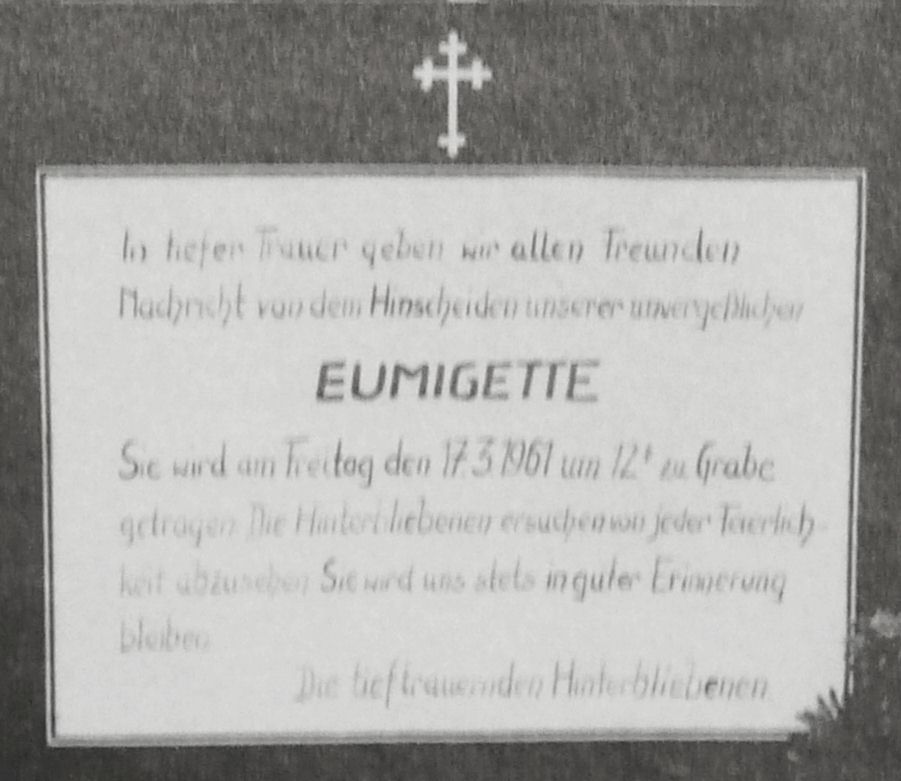 In tiefer Trauer geben wir allen Freunden
Nachricht von dem Hinscheiden unserer unvergeßlichen
EUMIGETTE
Sie wird am Freitag den 17.3.1961 um 12ʰ zu Grabe
getragen. Die Hinterbliebenen ersuchen von jeder Feierlich
keit abzusehen Sie wird uns stets in guter Erinnerung
bleiben
Die tieftrauernden Hinterbliebenen